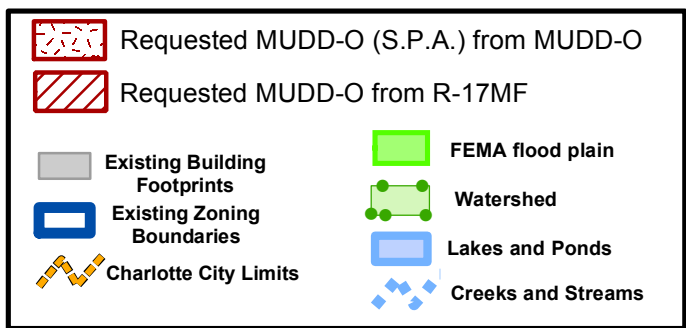 Requested MUDD-O (S.P.A.) from MUDD-O
Requested MUDD-O from R-17MF
Existing Building
Footprints
Existing Zoning
Boundaries
Charlotte City Limits
FEMA flood plain
Watershed
Lakes and Ponds
Creeks and Streams